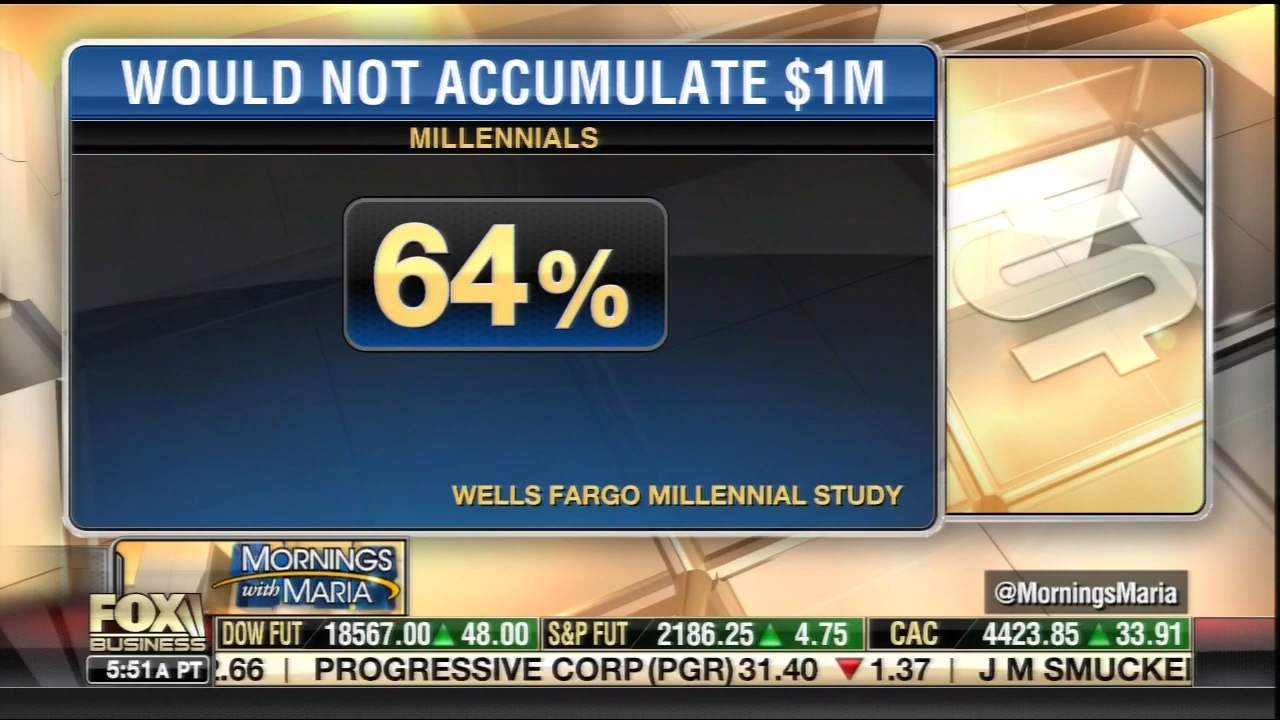 WOULD NOT ACCUMULATE $1M
MILLENNIALS
64%
WELLS FARGO MILLENNIAL STUDY
MORNINGS
with MARIA
@MorningsMaria
FOX
BUSINESS
DOW FUT 18567.00 ▲ 48.00 S&P FUT 2186.25 ▲ 4.75 CAC 4423.85 ▲ 33.91
5:51A PT 2.66 | PROGRESSIVE CORP (PGR) 31.40 ▼ 1.37 | J M SMUCKE